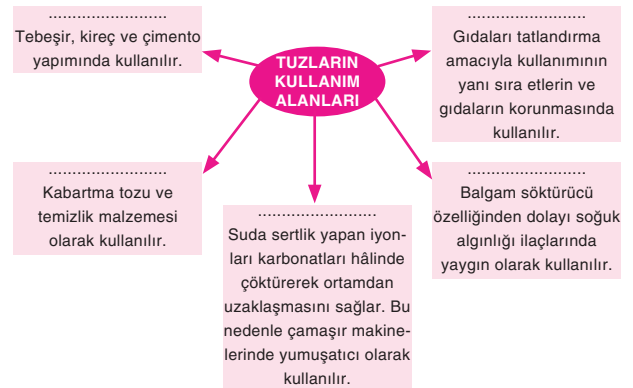 ........................
Tebeşir, kireç ve çimento
yapımında kullanılır.
TUZLARIN
KULLANIM
ALANLARI
........................
Gıdaları tatlandırma
amacıyla kullanımının
yanı sıra etlerin ve
gıdaların korunmasında
kullanılır.
........................
Kabartma tozu ve
temizlik malzemesi
olarak kullanılır.
........................
Suda sertlik yapan iyon-
ları karbonatları hâlinde
çöktürerek ortamdan
uzaklaşmasını sağlar. Bu
nedenle çamaşır makine-
lerinde yumuşatıcı olarak
kullanılır.
........................
Balgam söktürücü
özelliğinden dolayı soğuk
algınlığı ilaçlarında
yaygın olarak kullanılır.